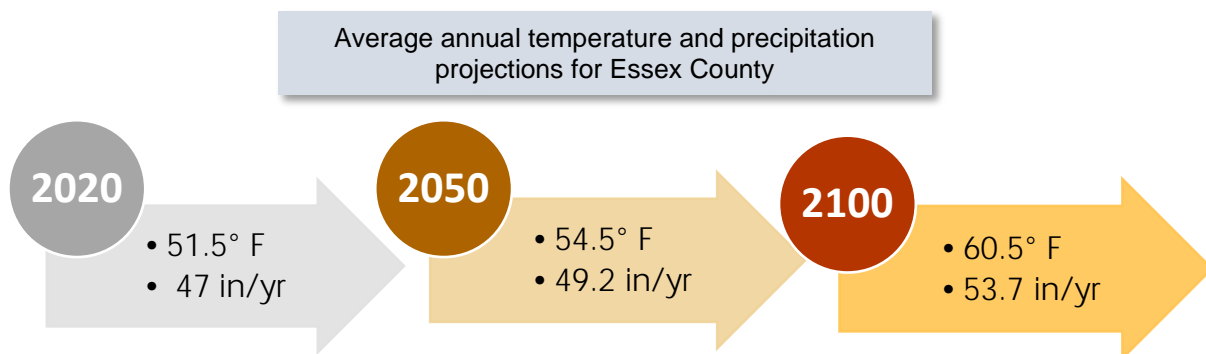 Average annual temperature and precipitation
projections for Essex County
2020
• 51.5° F
• 47 in/yr
2050
• 54.5° F
• 49.2 in/yr
2100
• 60.5° F
• 53.7 in/yr